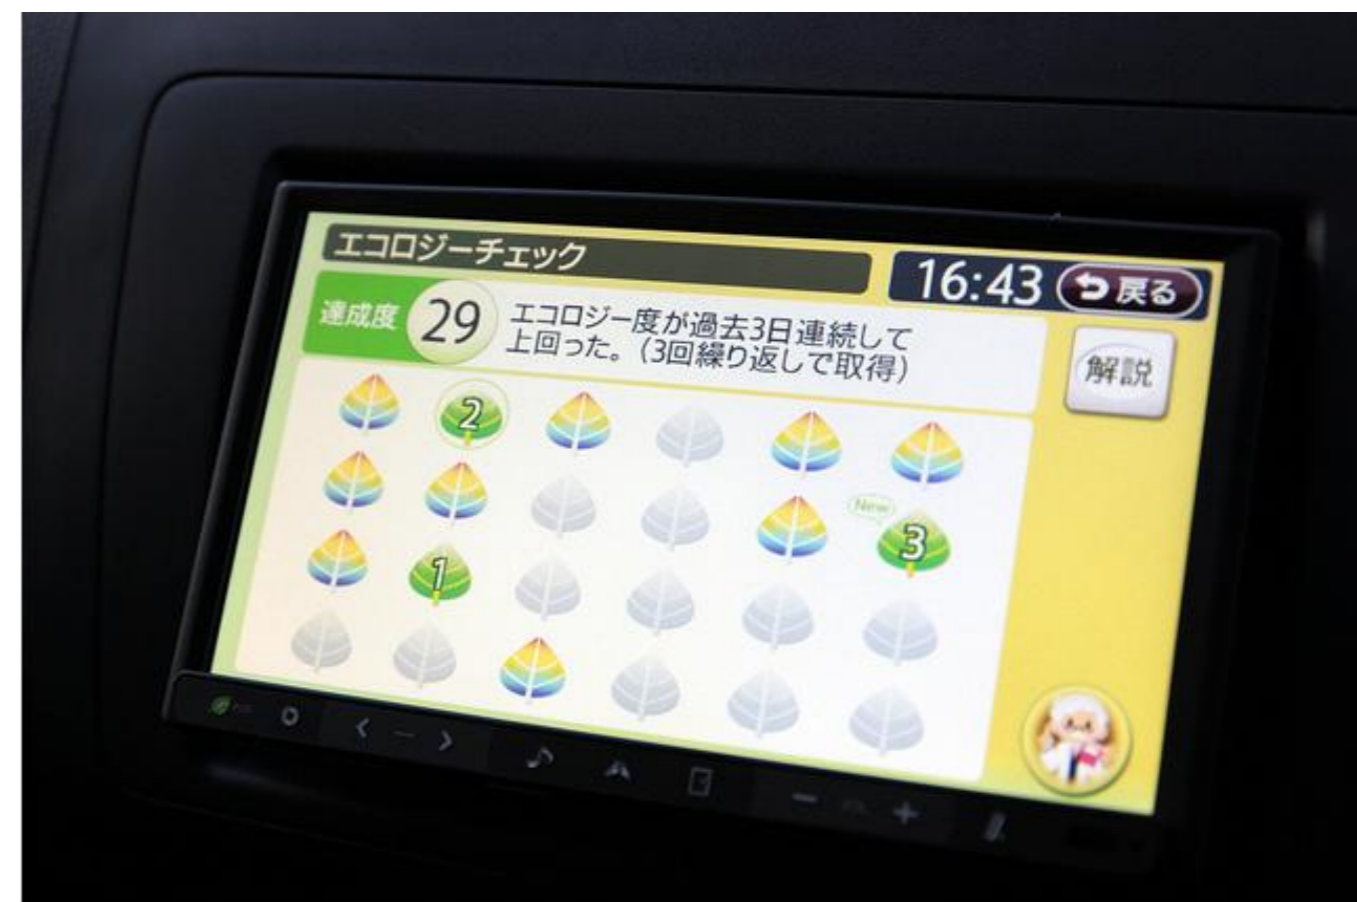 エコロジーチェック
16:43
戻る
達成度
29
エコロジー度が過去3日連続して
上回った。(3回繰り返しで取得)
解説
2
New
3
1